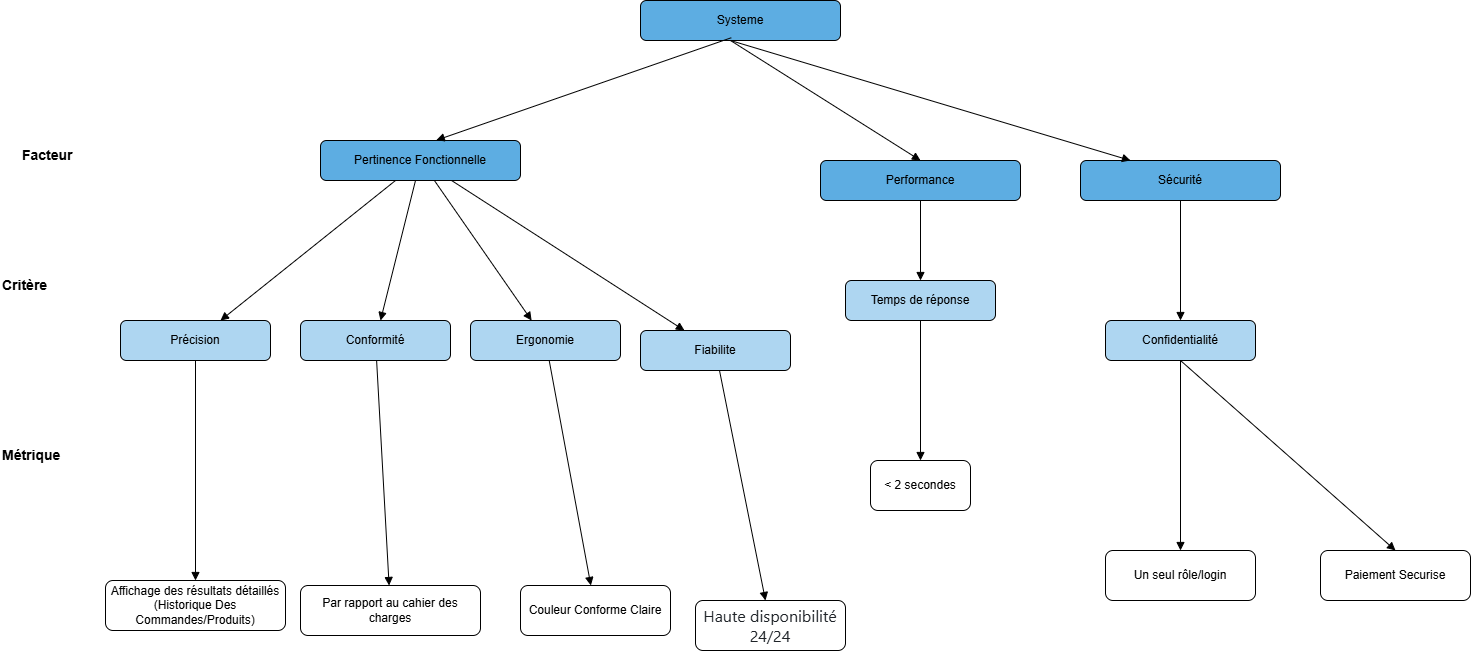 Systeme
Facteur
Pertinence Fonctionnelle
Performance
Sécurité
Critère
Temps de réponse
Précision
Conformité
Ergonomie
Fiabilite
Confidentialité
Métrique
< 2 secondes
Un seul rôle/login
Paiement Securise
Affichage des résultats détaillés
(Historique Des
Commandes/Produits)
Par rapport au cahier des
charges
Couleur Conforme Claire
Haute disponibilité
24/24